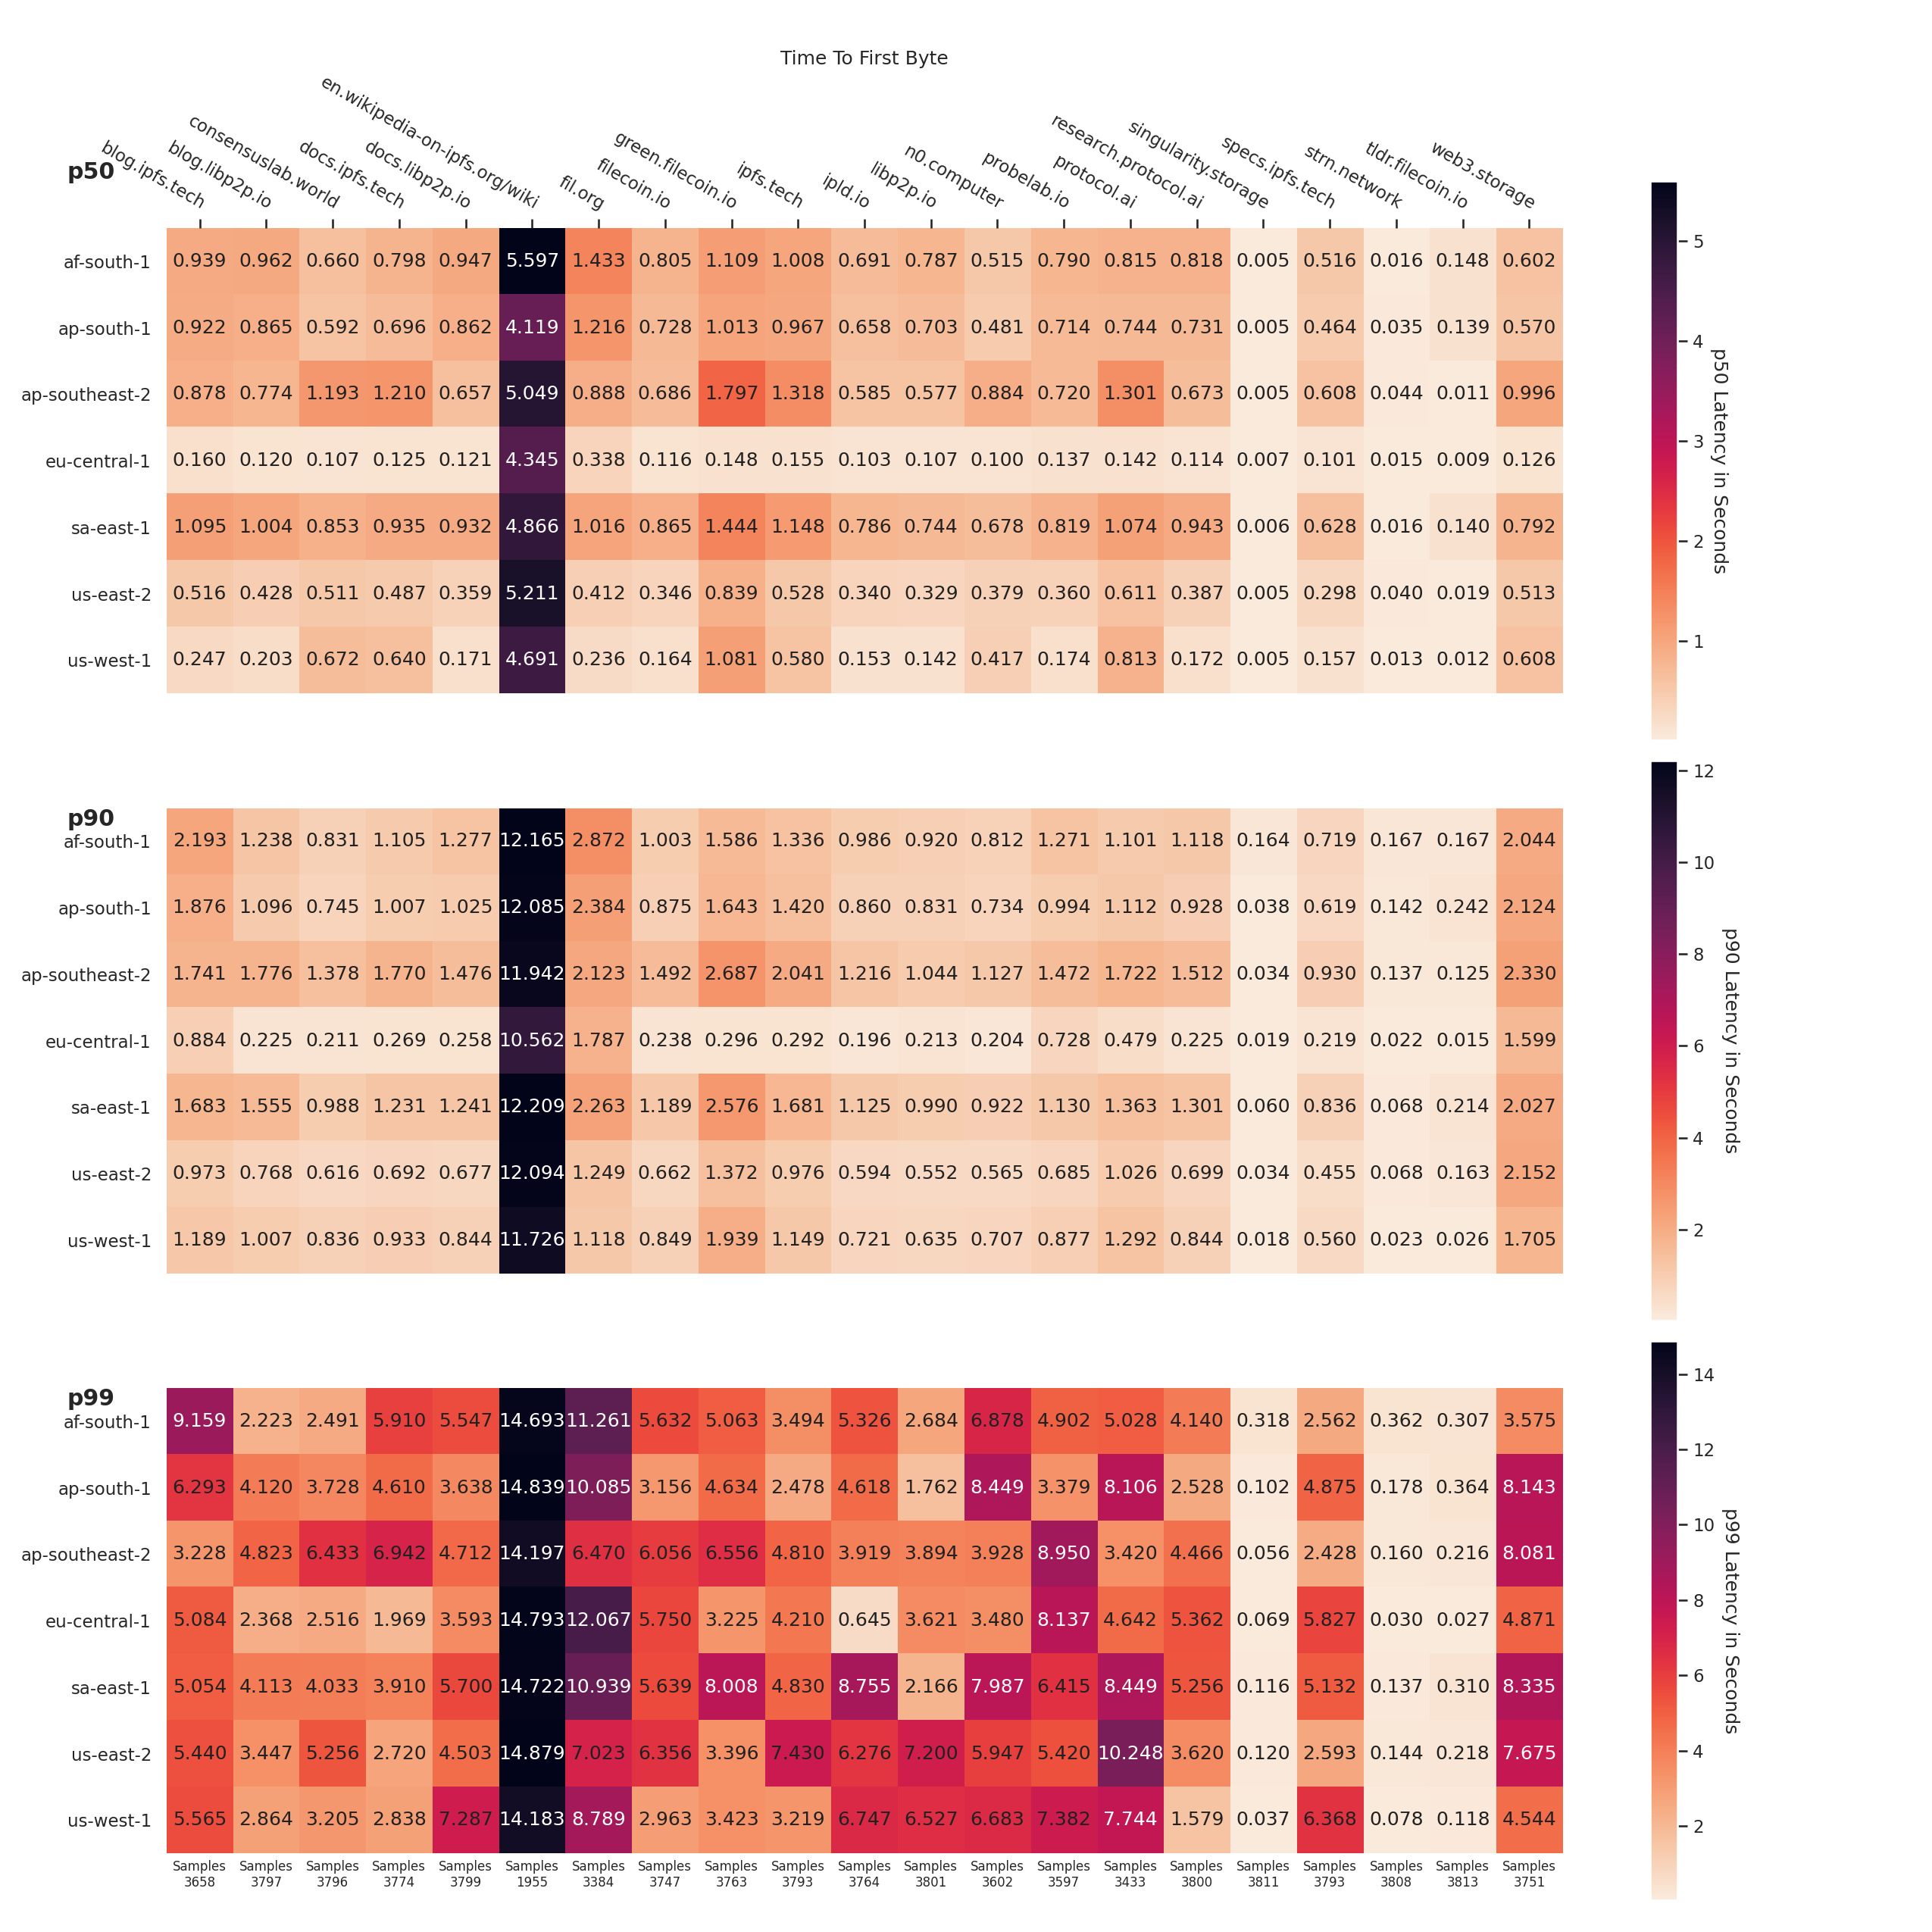 Time To First Byte
p50
blog.ipfs.tech
blog.libp2p.io
consensuslab.world
docs.ipfs.tech
docs.libp2p.io
en.wikipedia-on-ipfs.org/wiki
fil.org
filecoin.io
green.filecoin.io
ipfs.tech
ipld.io
libp2p.io
n0.computer
probelab.io
protocol.ai
research.protocol.ai
singularity.storage
specs.ipfs.tech
strn.network
tldr.filecoin.io
web3.storage
af-south-1 0.939 0.962 0.660 0.798 0.947 5.597 1.433 0.805 1.109 1.008 0.691 0.787 0.515 0.790 0.815 0.818 0.005 0.516 0.016 0.148 0.602
ap-south-1 0.922 0.865 0.592 0.696 0.862 4.119 1.216 0.728 1.013 0.967 0.658 0.703 0.481 0.714 0.744 0.731 0.005 0.464 0.035 0.139 0.570
ap-southeast-2 0.878 0.774 1.193 1.210 0.657 5.049 0.888 0.686 1.797 1.318 0.585 0.577 0.884 0.720 1.301 0.673 0.005 0.608 0.044 0.011 0.996
eu-central-1 0.160 0.120 0.107 0.125 0.121 4.345 0.338 0.116 0.148 0.155 0.103 0.107 0.100 0.137 0.142 0.114 0.007 0.101 0.015 0.009 0.126
sa-east-1 1.095 1.004 0.853 0.935 0.932 4.866 1.016 0.865 1.444 1.148 0.786 0.744 0.678 0.819 1.074 0.943 0.006 0.628 0.016 0.140 0.792
us-east-2 0.516 0.428 0.511 0.487 0.359 5.211 0.412 0.346 0.839 0.528 0.340 0.329 0.379 0.360 0.611 0.387 0.005 0.298 0.040 0.019 0.513
us-west-1 0.247 0.203 0.672 0.640 0.171 4.691 0.236 0.164 1.081 0.580 0.153 0.142 0.417 0.174 0.813 0.172 0.005 0.157 0.013 0.012 0.608
5
4
3
2
1
p50 Latency in Seconds
p90
af-south-1 2.193 1.238 0.831 1.105 1.277 12.165 2.872 1.003 1.586 1.336 0.986 0.920 0.812 1.271 1.101 1.118 0.164 0.719 0.167 0.167 2.044
ap-south-1 1.876 1.096 0.745 1.007 1.025 12.085 2.384 0.875 1.643 1.420 0.860 0.831 0.734 0.994 1.112 0.928 0.038 0.619 0.142 0.242 2.124
ap-southeast-2 1.741 1.776 1.378 1.770 1.476 11.942 2.123 1.492 2.687 2.041 1.216 1.044 1.127 1.472 1.722 1.512 0.034 0.930 0.137 0.125 2.330
eu-central-1 0.884 0.225 0.211 0.269 0.258 10.562 1.787 0.238 0.296 0.292 0.196 0.213 0.204 0.728 0.479 0.225 0.019 0.219 0.022 0.015 1.599
sa-east-1 1.683 1.555 0.988 1.231 1.241 12.209 2.263 1.189 2.576 1.681 1.125 0.990 0.922 1.130 1.363 1.301 0.060 0.836 0.068 0.214 2.027
us-east-2 0.973 0.768 0.616 0.692 0.677 12.094 1.249 0.662 1.372 0.976 0.594 0.552 0.565 0.685 1.026 0.699 0.034 0.455 0.068 0.163 2.152
us-west-1 1.189 1.007 0.836 0.933 0.844 11.726 1.118 0.849 1.939 1.149 0.721 0.635 0.707 0.877 1.292 0.844 0.018 0.560 0.023 0.026 1.705
12
10
8
6
4
2
p90 Latency in Seconds
p99
af-south-1 9.159 2.223 2.491 5.910 5.547 14.693 11.261 5.632 5.063 3.494 5.326 2.684 6.878 4.902 5.028 4.140 0.318 2.562 0.362 0.307 3.575
ap-south-1 6.293 4.120 3.728 4.610 3.638 14.839 10.085 3.156 4.634 2.478 4.618 1.762 8.449 3.379 8.106 2.528 0.102 4.875 0.178 0.364 8.143
ap-southeast-2 3.228 4.823 6.433 6.942 4.712 14.197 6.470 6.056 6.556 4.810 3.919 3.894 3.928 8.950 3.420 4.466 0.056 2.428 0.160 0.216 8.081
eu-central-1 5.084 2.368 2.516 1.969 3.593 14.793 12.067 5.750 3.225 4.210 0.645 3.621 3.480 8.137 4.642 5.362 0.069 5.827 0.030 0.027 4.871
sa-east-1 5.054 4.113 4.033 3.910 5.700 14.722 10.939 5.639 8.008 4.830 8.755 2.166 7.987 6.415 8.449 5.256 0.116 5.132 0.137 0.310 8.335
us-east-2 5.440 3.447 5.256 2.720 4.503 14.879 7.023 6.356 3.396 7.430 6.276 7.200 5.947 5.420 10.248 3.620 0.120 2.593 0.144 0.218 7.675
us-west-1 5.565 2.864 3.205 2.838 7.287 14.183 8.789 2.963 3.423 3.219 6.747 6.527 6.683 7.382 7.744 1.579 0.037 6.368 0.078 0.118 4.544
Samples Samples Samples Samples Samples Samples Samples Samples Samples Samples Samples Samples Samples Samples Samples Samples Samples Samples Samples Samples Samples
3658 3797 3796 3774 3799 1955 3384 3747 3763 3793 3764 3801 3602 3597 3433 3800 3811 3793 3808 3813 3751
14
12
10
8
6
4
2
p99 Latency in Seconds